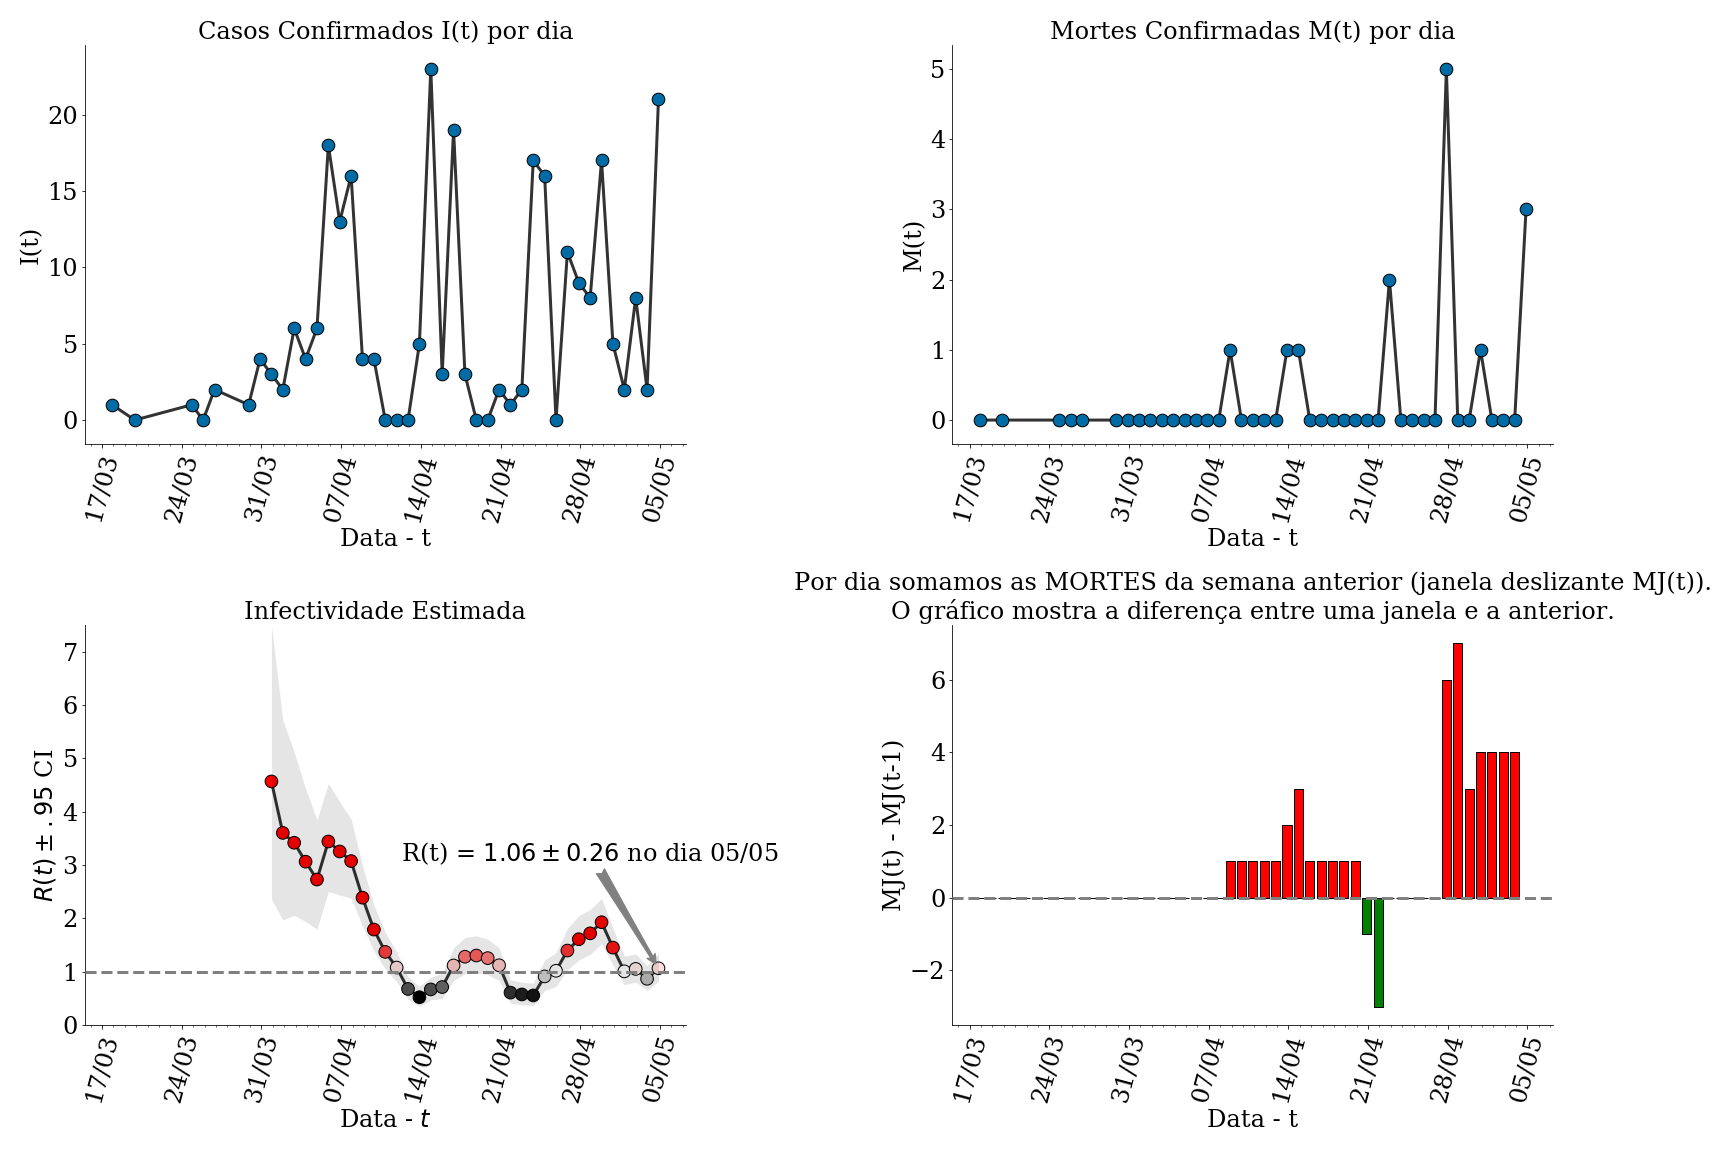 Casos Confirmados I(t) por dia
I(t)
20
15
10
5
0
17/03 24/03 31/03 07/04 14/04 21/04 28/04 05/05
Data - t
Mortes Confirmadas M(t) por dia
M(t)
5
4
3
2
1
0
17/03 24/03 31/03 07/04 14/04 21/04 28/04 05/05
Data - t
Infectividade Estimada
R(t) ± .95 CI
7
6
5
4
3
2
1
0
R(t) = 1.06 ± 0.26 no dia 05/05
17/03 24/03 31/03 07/04 14/04 21/04 28/04 05/05
Data - t
Por dia somamos as MORTES da semana anterior (janela deslizante MJ(t)).
O gráfico mostra a diferença entre uma janela e a anterior.
MJ(t) - MJ(t-1)
6
4
2
0
−2
17/03 24/03 31/03 07/04 14/04 21/04 28/04 05/05
Data - t